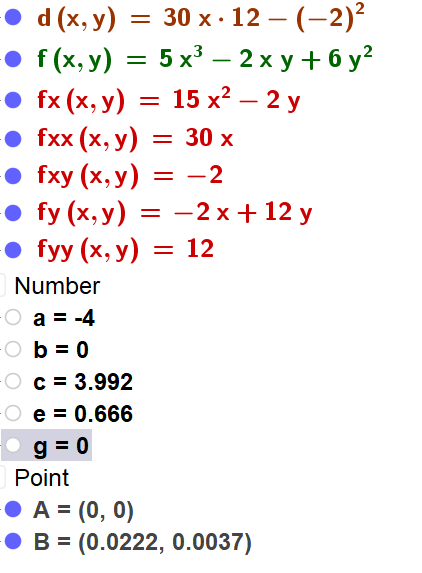 d (x, y) = 30 x · 12 − (−2)²
f (x, y) = 5 x³ − 2 x y + 6 y²
fx (x, y) = 15 x² − 2 y
fxx (x, y) = 30 x
fxy (x, y) = −2
fy (x, y) = −2 x + 12 y
fyy (x, y) = 12
Number
a = -4
b = 0
c = 3.992
e = 0.666
g = 0
Point
A = (0, 0)
B = (0.0222, 0.0037)